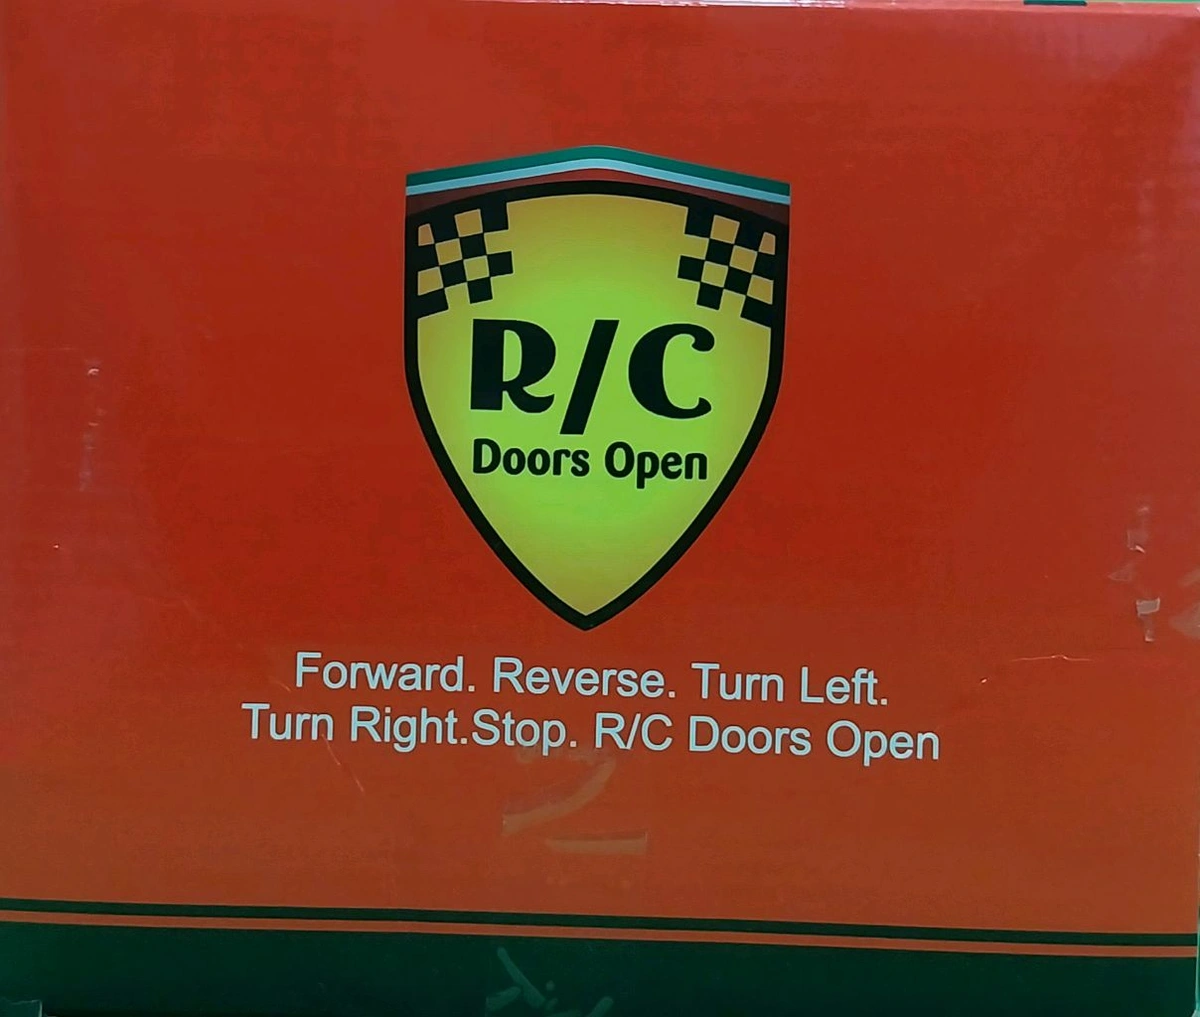 R/C
Doors Open
Forward. Reverse. Turn Left.
Turn Right.Stop. R/C Doors Open